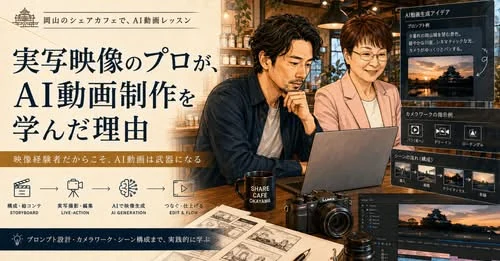 岡山のシェアカフェで、AI動画レッスン
実写映像のプロが、
AI動画制作を
学んだ理由
映像経験者だからこそ、AI動画は武器になる
構成・絵コンテ
STORYBOARD
実写撮影・編集
LIVE-ACTION
AIで映像生成
AI GENERATION
つなぐ・仕上げる
EDIT & FLOW
プロンプト設計・カメラワーク・シーン構成まで、実践的に学ぶ
SHARE
CAFE
OKAYAMA
LUMIX
AI動画生成アイデア
プロンプト例
カメラワークの指示例
シーンの流れ(構成)